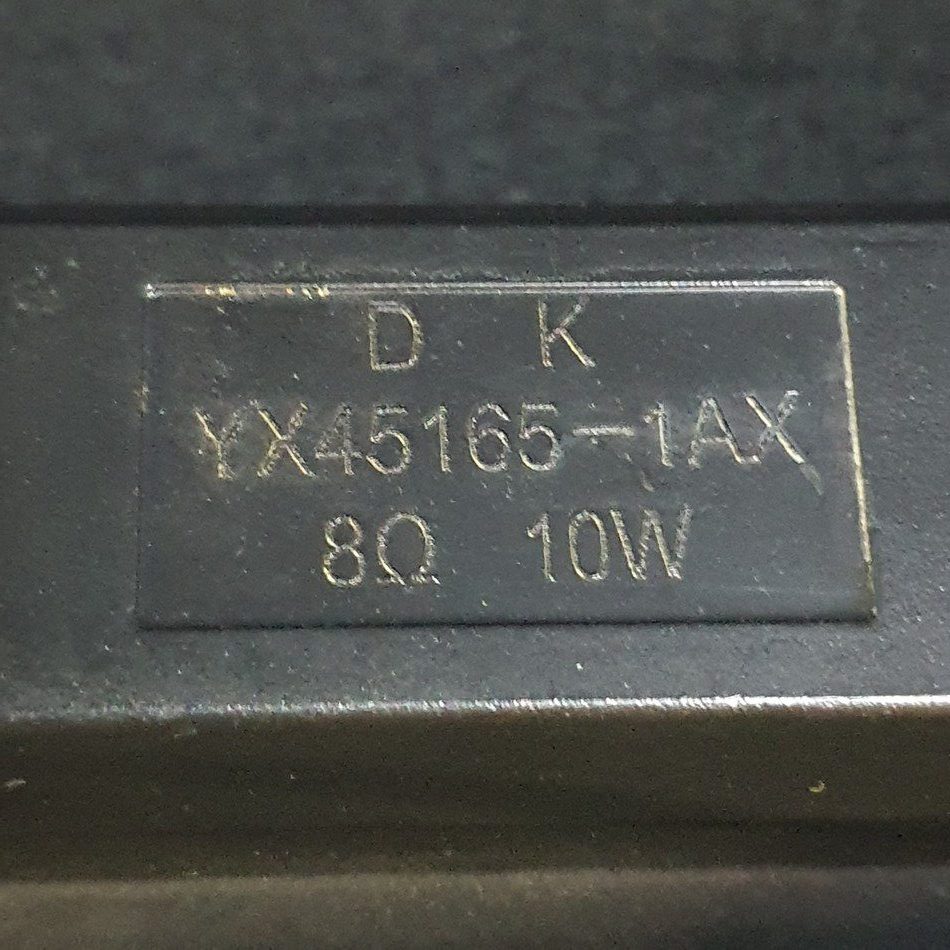 D K
YX45165-1AX
8Ω 10W